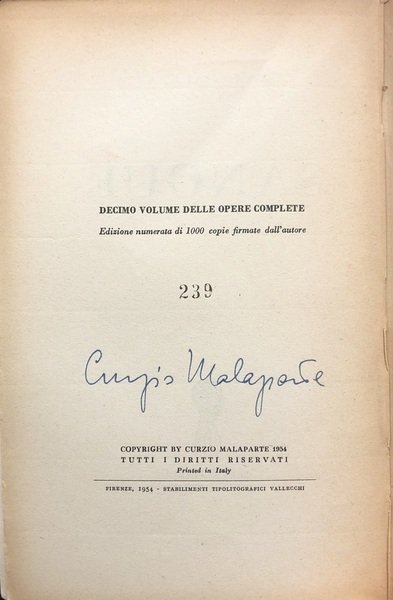 DECIMO VOLUME DELLE OPERE COMPLETE
Edizione numerata di 1000 copie firmate dall'autore
239
Curzio Malaparte
COPYRIGHT BY CURZIO MALAPARTE 1954
TUTTI I DIRITTI RISERVATI
Printed in Italy
FIRENZE, 1954 - STABILIMENTI TIPOLITOGRAFICI VALLECCHI